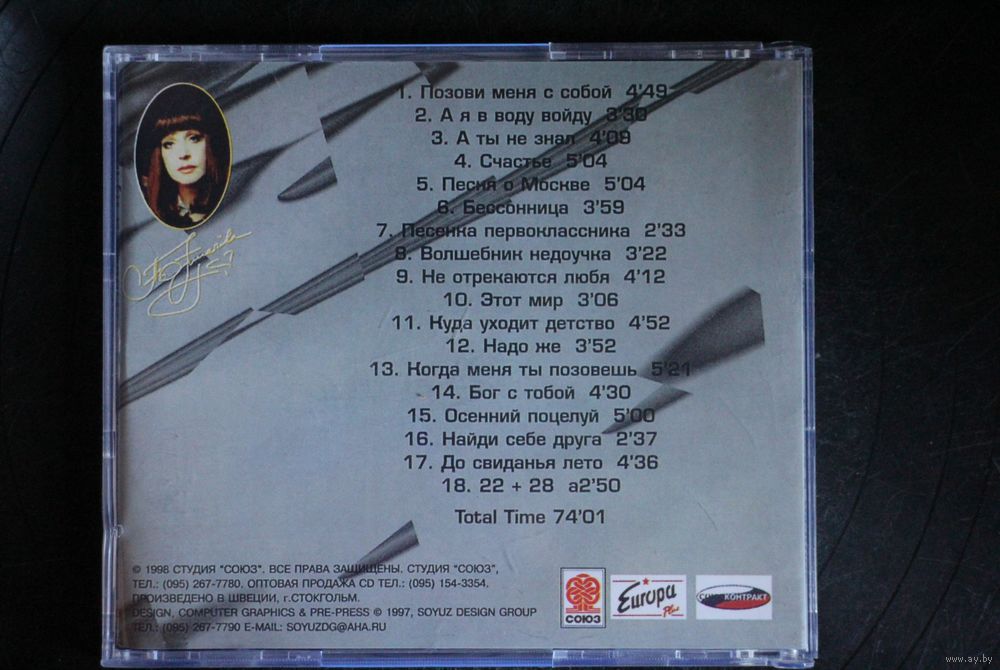 1. Позови меня с собой 4'49
2. А я в воду войду 3'30
3. А ты не знал 4'09
4. Счастье 5'04
5. Песня о Москве 5'04
6. Бессонница 3'59
7. Песенка первоклассника 2'33
8. Волшебник недоучка 3'22
9. Не отрекаются любя 4'12
10. Этот мир 3'06
11. Куда уходит детство 4'52
12. Надо же 3'52
13. Когда меня ты позовешь 5'21
14. Бог с тобой 4'30
15. Осенний поцелуй 5'00
16. Найди себе друга 2'37
17. До свиданья лето 4'36
18. 22 + 28 а2'50
Total Time 74'01
© 1998 СТУДИЯ "СОЮЗ". ВСЕ ПРАВА ЗАЩИЩЕНЫ. СТУДИЯ "СОЮЗ",
ТЕЛ.: (095) 267-7780. ОПТОВАЯ ПРОДАЖА CD ТЕЛ.: (095) 154-3354.
ПРОИЗВЕДЕНО В ШВЕЦИИ, г.СТОКГОЛЬМ.
DESIGN, COMPUTER GRAPHICS & PRE-PRESS © 1997, SOYUZ DESIGN GROUP
ТЕЛ.: (095) 267-7790 E-MAIL: SOYUZDG@AHA.RU
СОЮЗ
Europa
Plus
СОЮЗКОНТРАКТ
www.ay.by